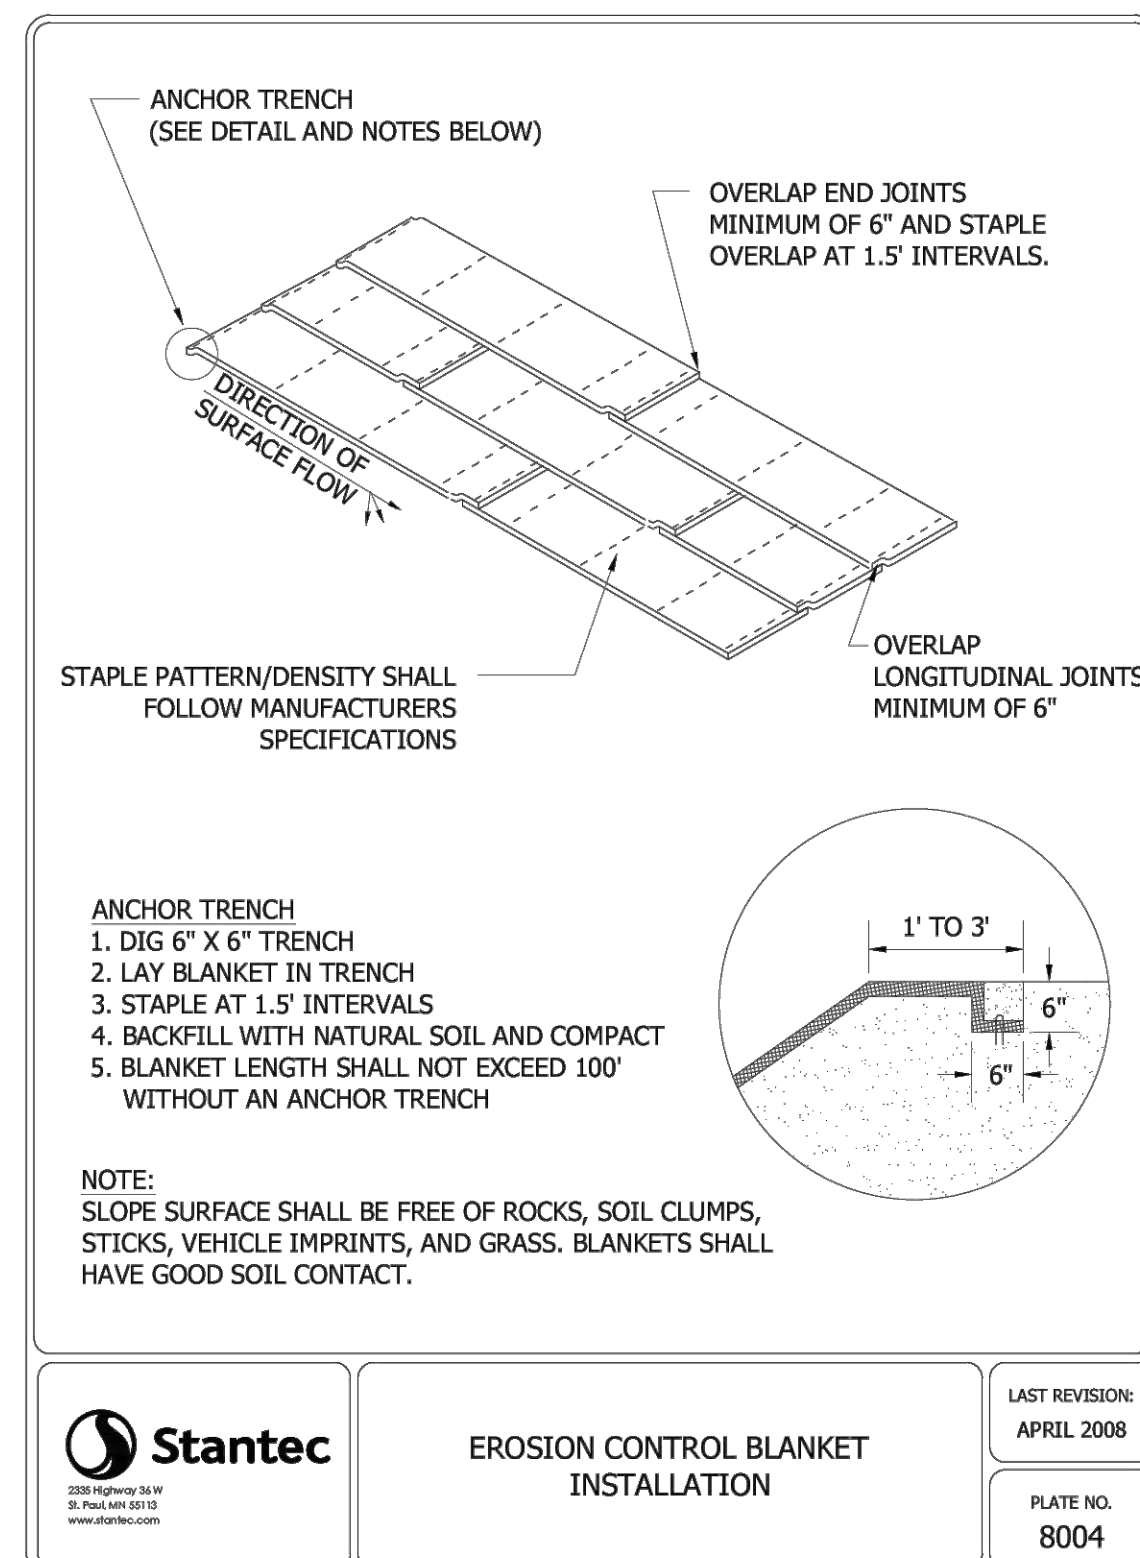 ANCHOR TRENCH
(SEE DETAIL AND NOTES BELOW)
OVERLAP END JOINTS
MINIMUM OF 6" AND STAPLE
OVERLAP AT 1.5' INTERVALS.
DIRECTION OF
SURFACE FLOW
STAPLE PATTERN/DENSITY SHALL
FOLLOW MANUFACTURERS
SPECIFICATIONS
OVERLAP
LONGITUDINAL JOINTS
MINIMUM OF 6"
ANCHOR TRENCH
1. DIG 6" X 6" TRENCH
2. LAY BLANKET IN TRENCH
3. STAPLE AT 1.5' INTERVALS
4. BACKFILL WITH NATURAL SOIL AND COMPACT
5. BLANKET LENGTH SHALL NOT EXCEED 100'
WITHOUT AN ANCHOR TRENCH
1' TO 3'
6"
6"
NOTE:
SLOPE SURFACE SHALL BE FREE OF ROCKS, SOIL CLUMPS,
STICKS, VEHICLE IMPRINTS, AND GRASS. BLANKETS SHALL
HAVE GOOD SOIL CONTACT.
Stantec
2335 Highway 36 W
St. Paul, MN 55113
www.stantec.com
EROSION CONTROL BLANKET
INSTALLATION
LAST REVISION:
APRIL 2008
PLATE NO.
8004